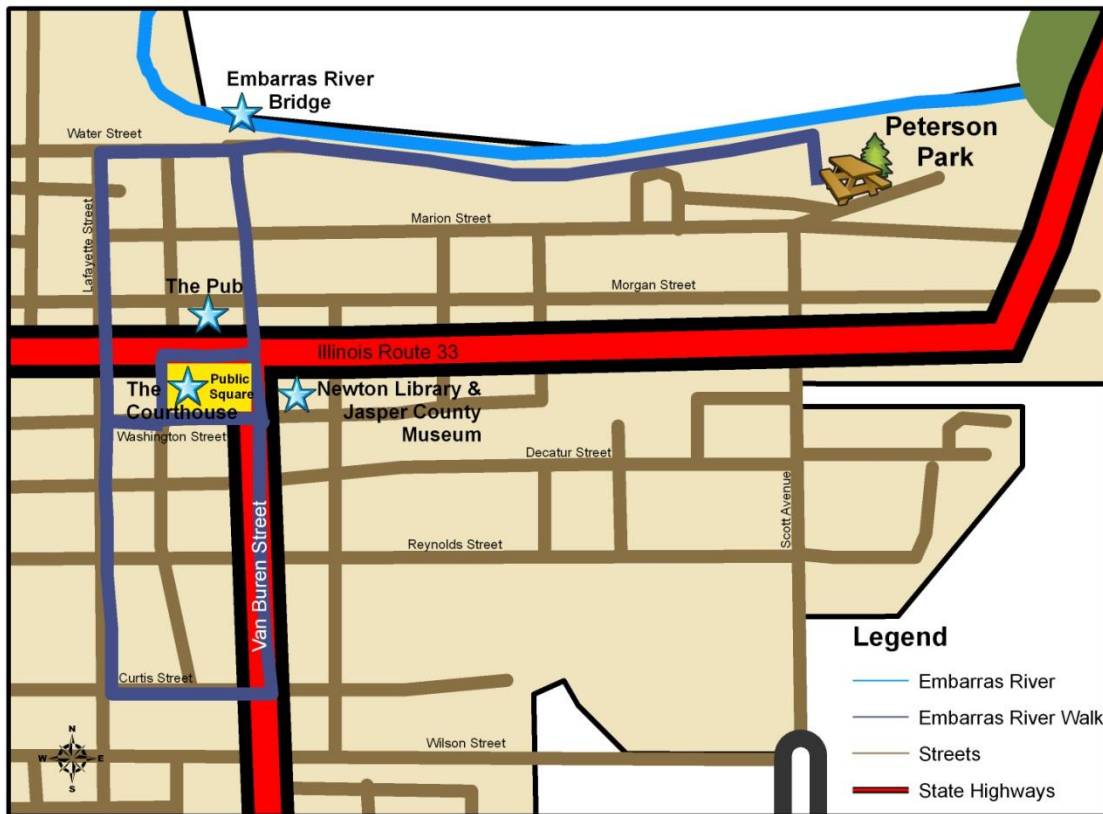 Embarras River
Bridge
Water Street
Peterson
Park
Marion Street
Lafayette Street
The Pub
Morgan Street
Illinois Route 33
The
Courthouse
Public
Square
Newton Library &
Jasper County
Museum
Washington Street
Decatur Street
Scott Avenue
Van Buren Street
Reynolds Street
Curtis Street
Wilson Street
N
W
E
S
Legend
Embarras River
Embarras River Walk
Streets
State Highways